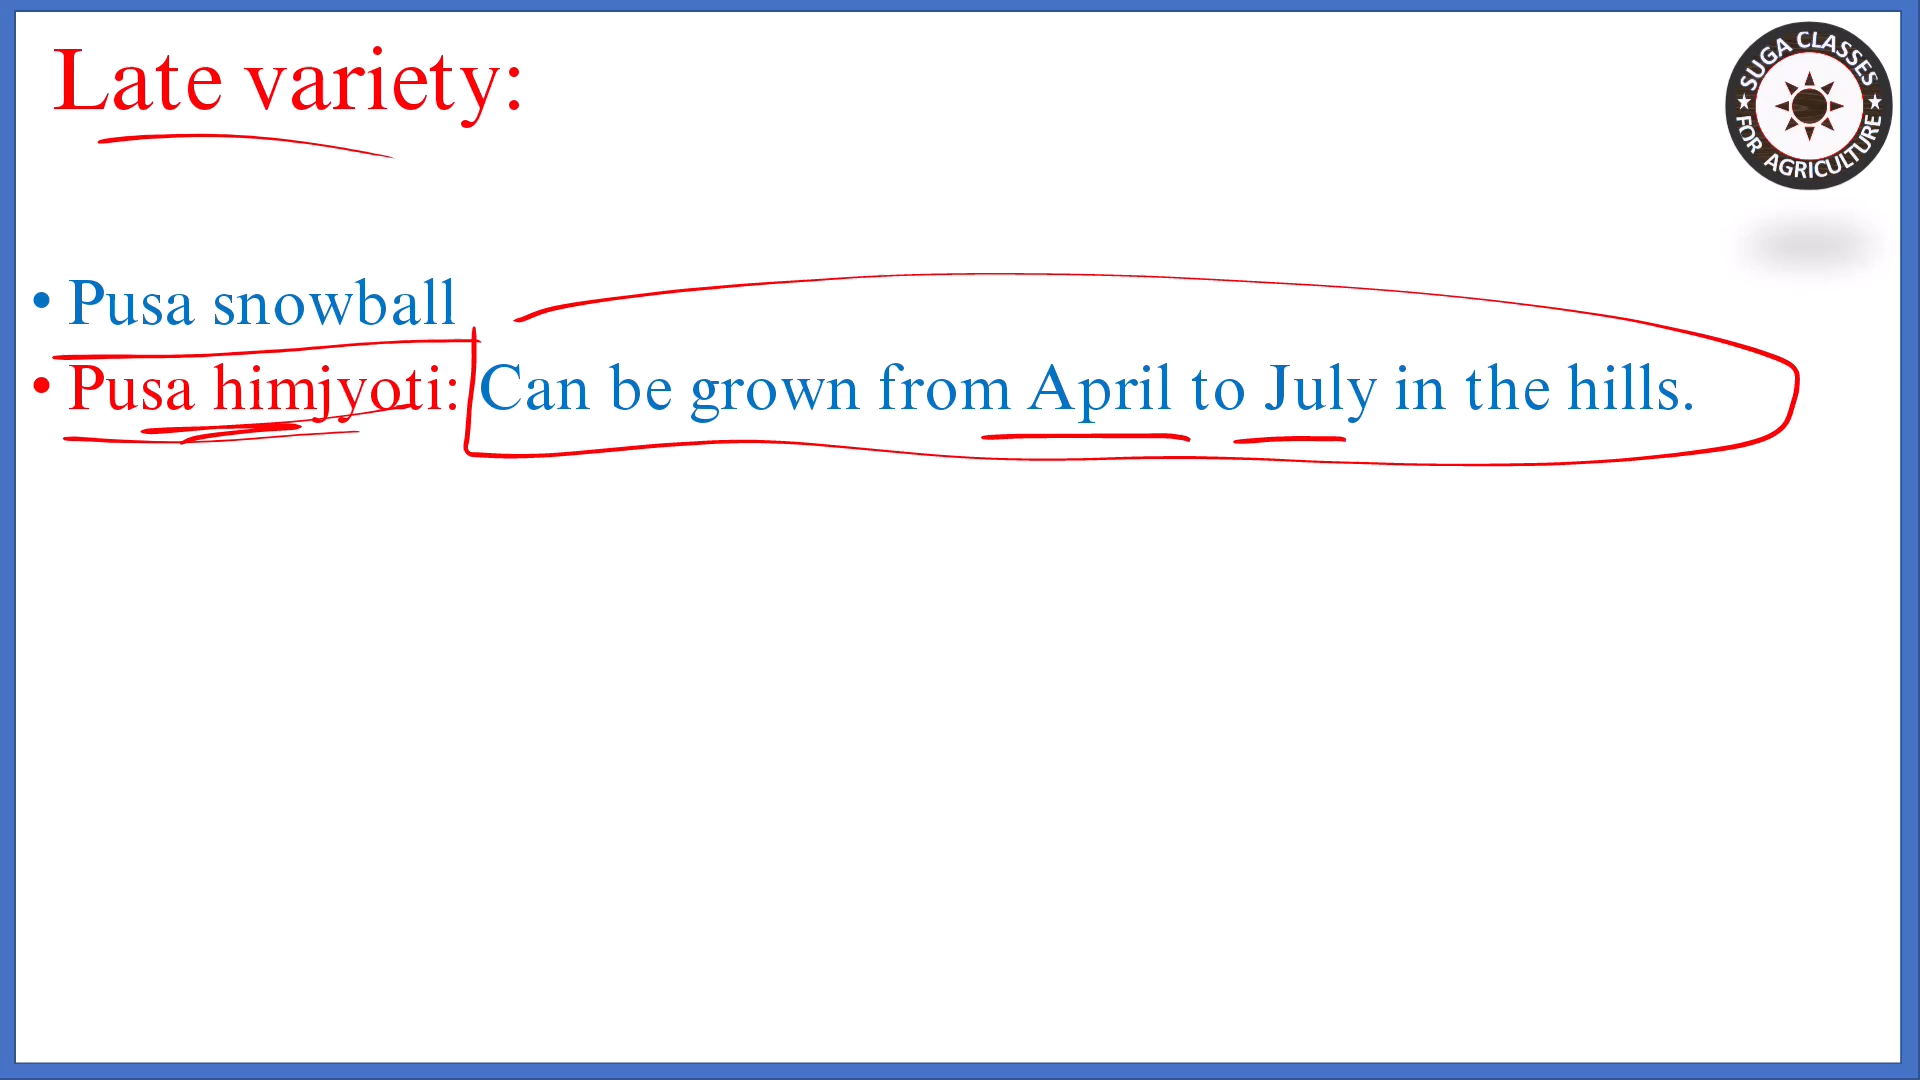 Late variety:
SUGA CLASSES
FOR AGRICULTURE
• Pusa snowball
• Pusa himjyoti: Can be grown from April to July in the hills.